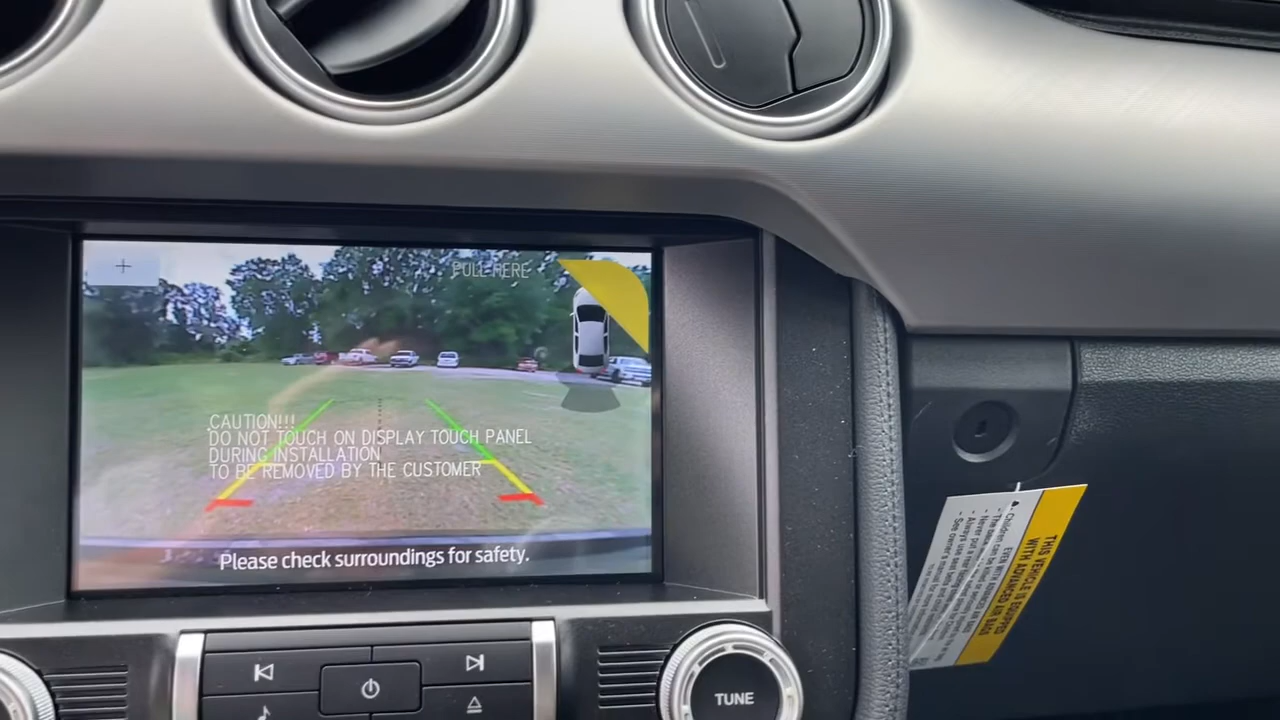 PULL HERE
CAUTION!!!
DO NOT TOUCH ON DISPLAY TOUCH PANEL
DURING INSTALLATION
TO BE REMOVED BY THE CUSTOMER
Please check surroundings for safety.
TUNE
THIS VEHICLE IS EQUIPPED
WITH ADVANCED AIR BAGS